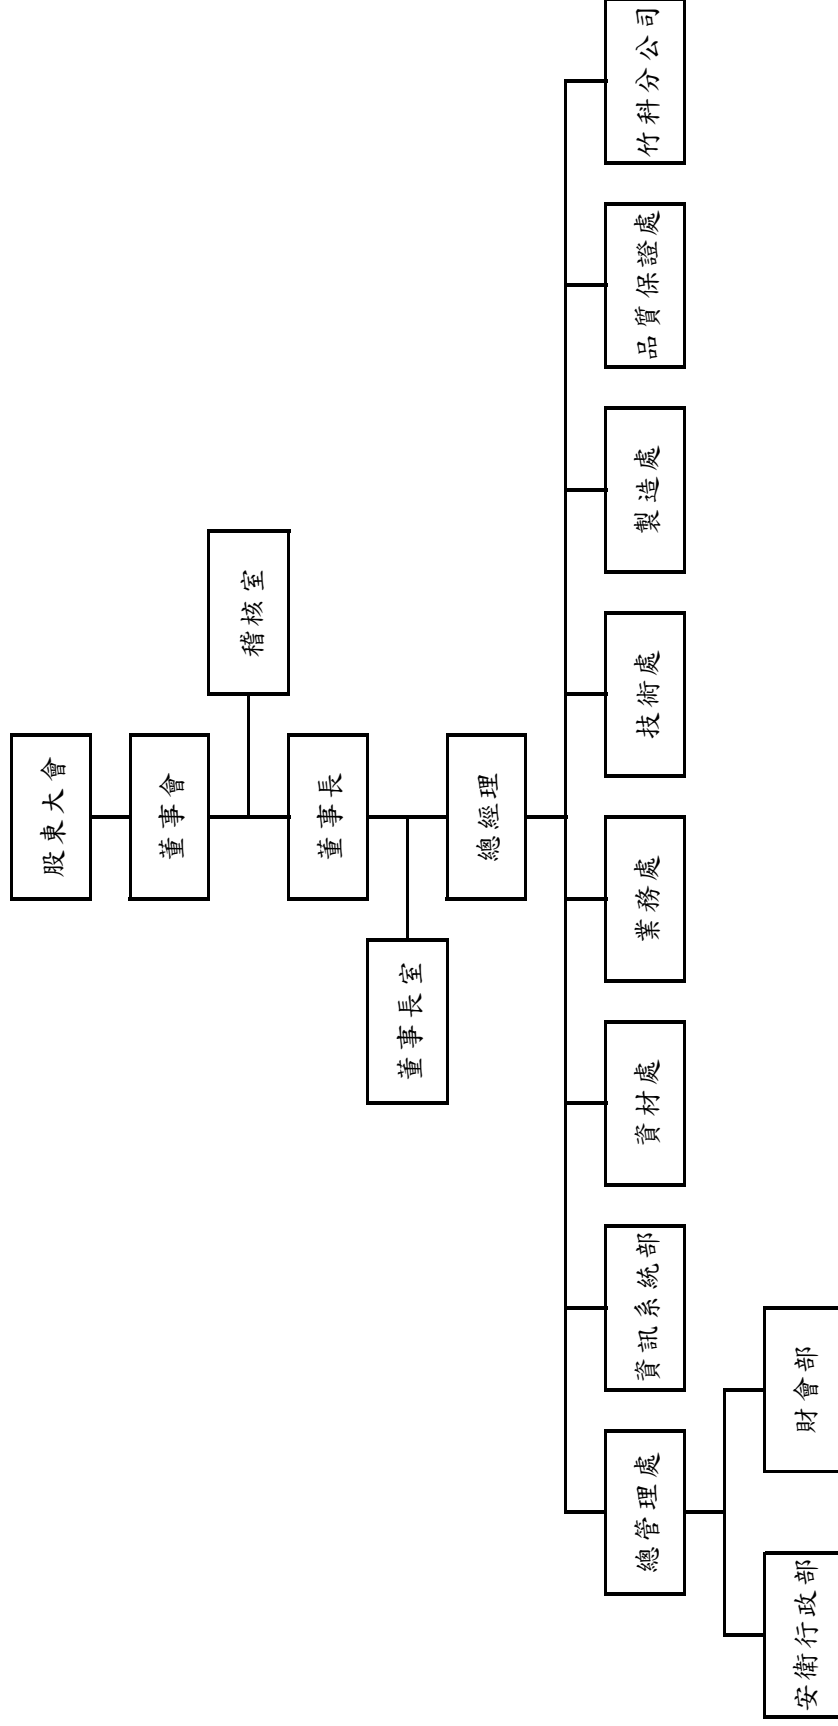 股東大會
董事會
稽核室
董事長
董事長室
總經理
總管理處
資訊系統部
資材處
業務處
技術處
製造處
品質保證處
竹科分公司
安衛行政部
財會部